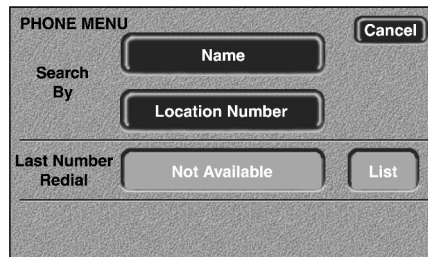 PHONE MENU
Cancel
Search
By
Name
Location Number
Last Number
Redial
Not Available
List